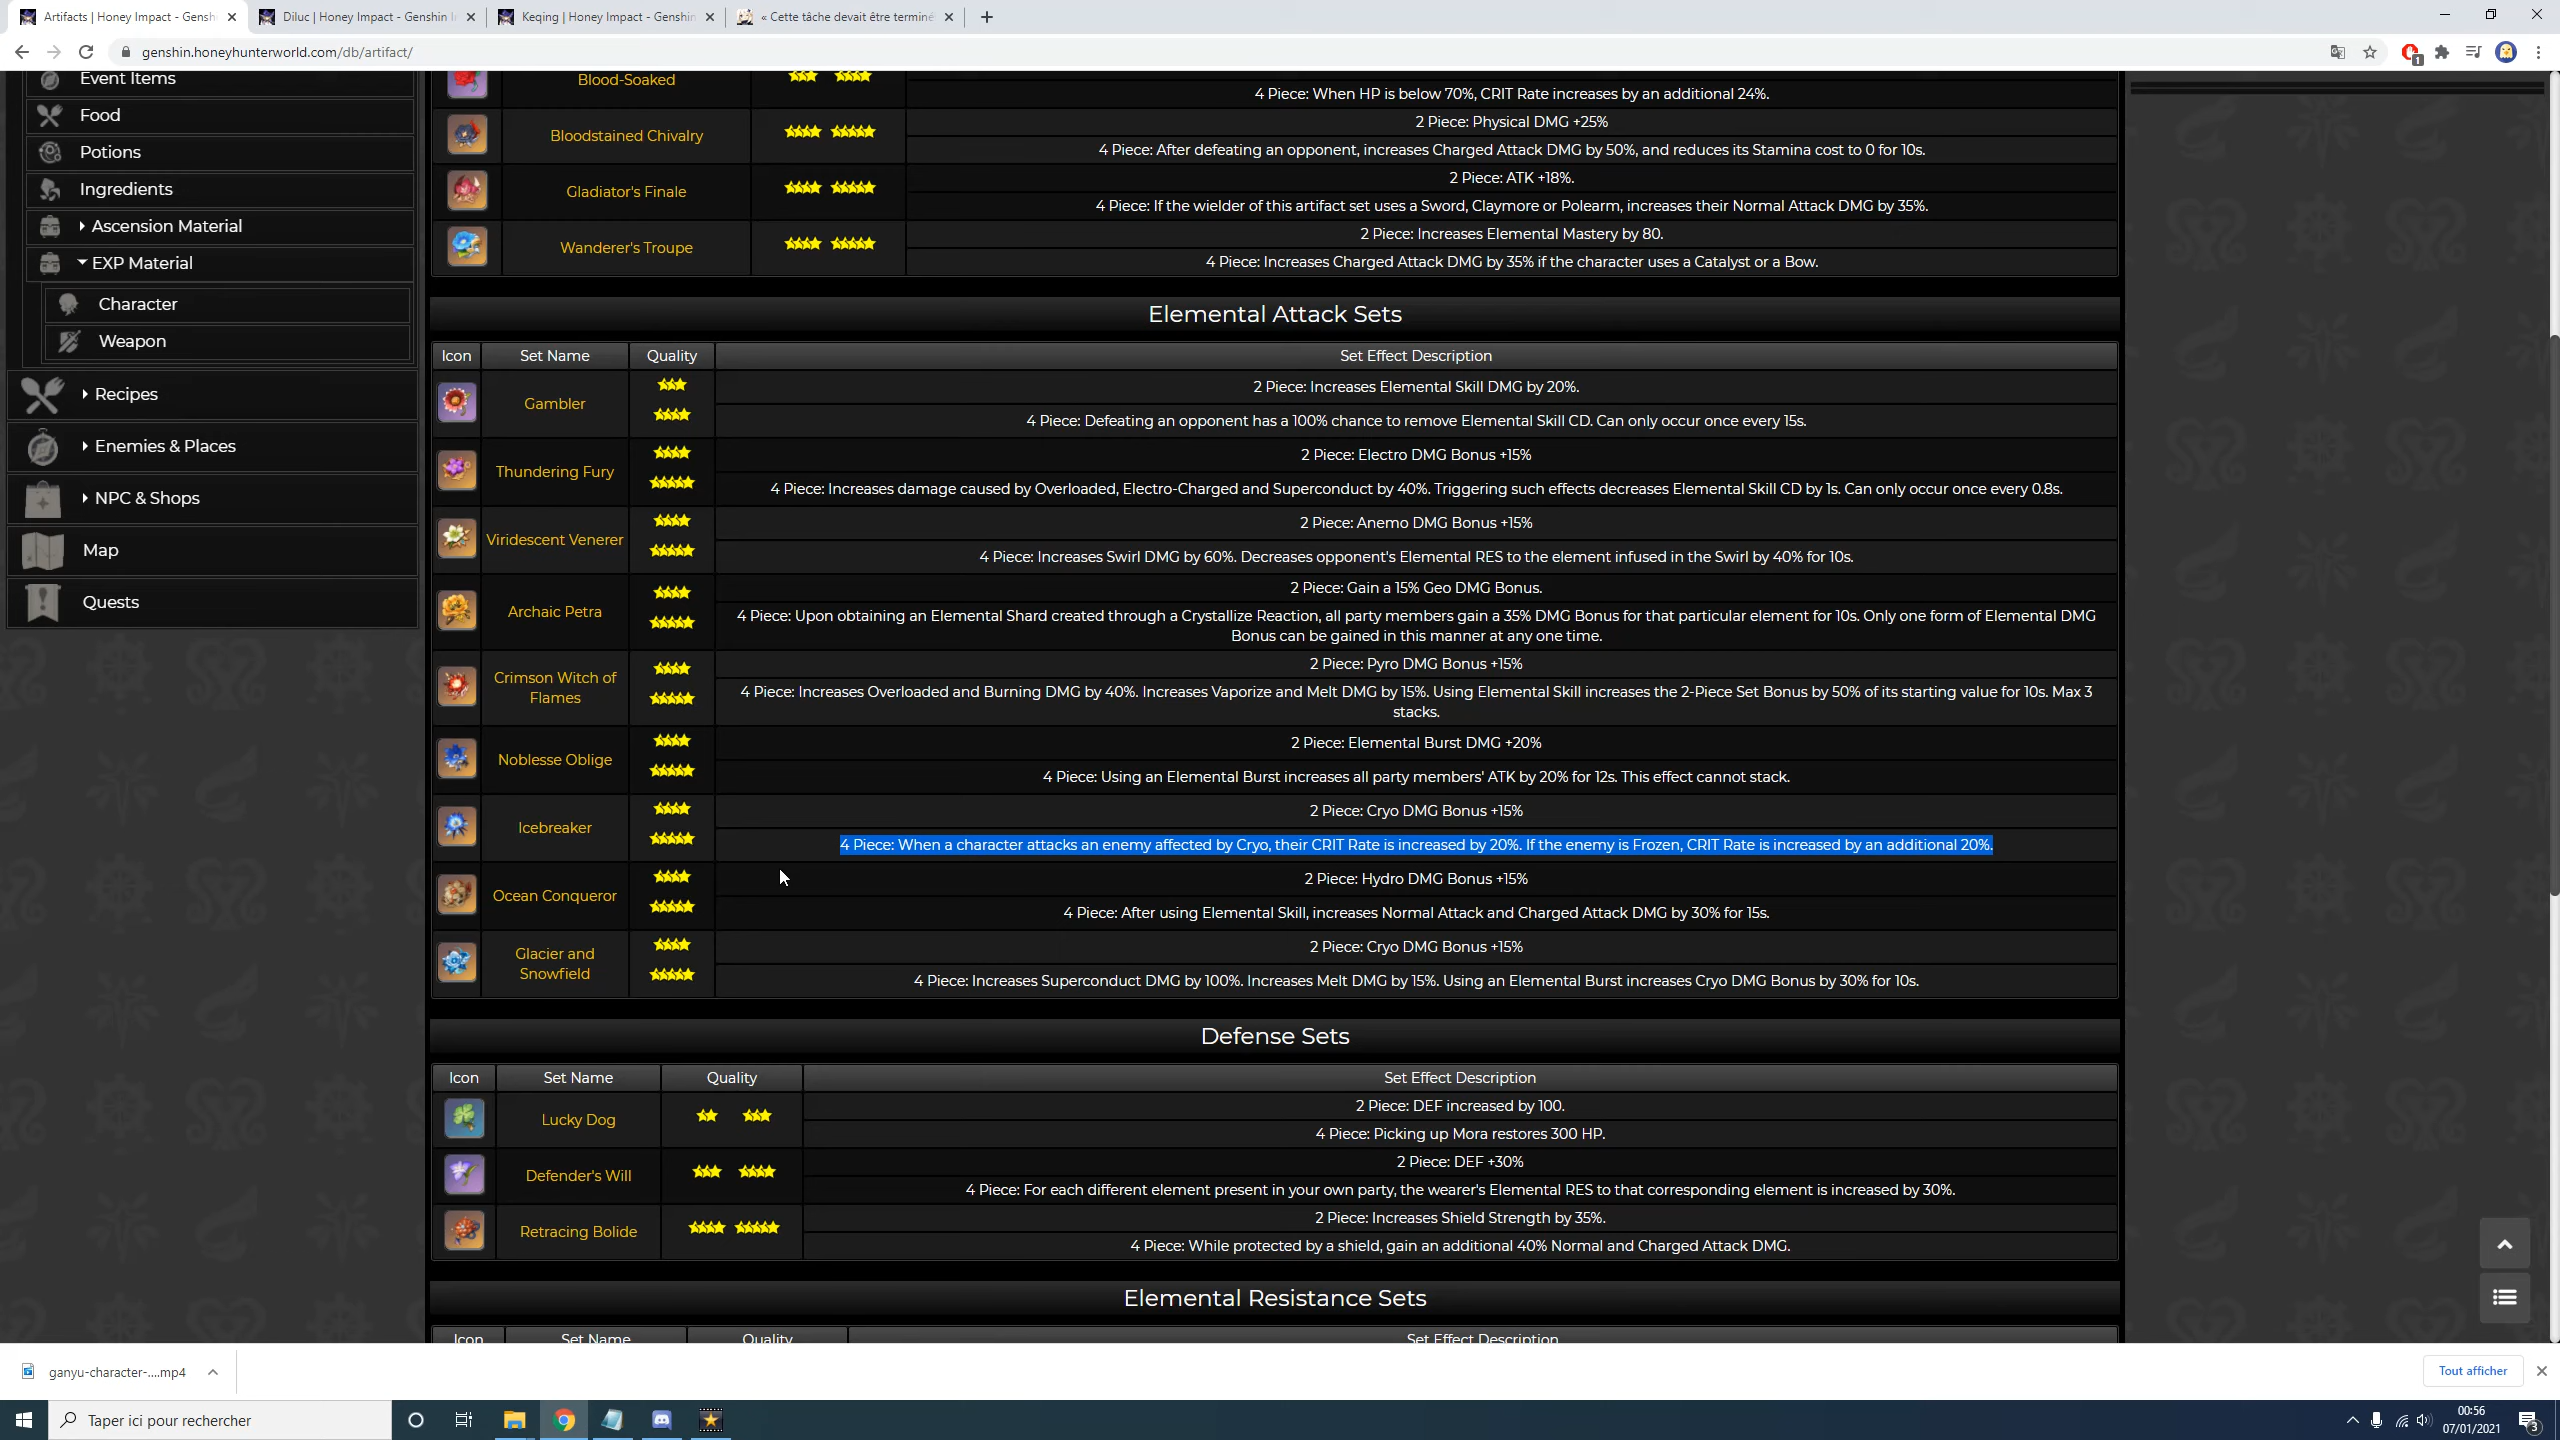 Artifacts | Honey Impact - Gensh
Diluc | Honey Impact - Genshin I
Keqing | Honey Impact - Genshin
« Cette tâche devait être termin
genshin.honeyhunterworld.com/db/artifact/
Event Items
Food
Potions
Ingredients
Ascension Material
EXP Material
Character
Weapon
Recipes
Enemies & Places
NPC & Shops
Map
Quests
Blood-Soaked
4 Piece: When HP is below 70%, CRIT Rate increases by an additional 24%.
Bloodstained Chivalry
2 Piece: Physical DMG +25%
4 Piece: After defeating an opponent, increases Charged Attack DMG by 50%, and reduces its Stamina cost to 0 for 10s.
Gladiator's Finale
2 Piece: ATK +18%.
4 Piece: If the wielder of this artifact set uses a Sword, Claymore or Polearm, increases their Normal Attack DMG by 35%.
Wanderer's Troupe
2 Piece: Increases Elemental Mastery by 80.
4 Piece: Increases Charged Attack DMG by 35% if the character uses a Catalyst or a Bow.
Elemental Attack Sets
Icon Set Name Quality Set Effect Description
Gambler
2 Piece: Increases Elemental Skill DMG by 20%.
4 Piece: Defeating an opponent has a 100% chance to remove Elemental Skill CD. Can only occur once every 15s.
Thundering Fury
2 Piece: Electro DMG Bonus +15%
4 Piece: Increases damage caused by Overloaded, Electro-Charged and Superconduct by 40%. Triggering such effects decreases Elemental Skill CD by 1s. Can only occur once every 0.8s.
Viridescent Venerer
2 Piece: Anemo DMG Bonus +15%
4 Piece: Increases Swirl DMG by 60%. Decreases opponent's Elemental RES to the element infused in the Swirl by 40% for 10s.
Archaic Petra
2 Piece: Gain a 15% Geo DMG Bonus.
4 Piece: Upon obtaining an Elemental Shard created through a Crystallize Reaction, all party members gain a 35% DMG Bonus for that particular element for 10s. Only one form of Elemental DMG
Bonus can be gained in this manner at any one time.
Crimson Witch of
Flames
2 Piece: Pyro DMG Bonus +15%
4 Piece: Increases Overloaded and Burning DMG by 40%. Increases Vaporize and Melt DMG by 15%. Using Elemental Skill increases the 2-Piece Set Bonus by 50% of its starting value for 10s. Max 3
stacks.
Noblesse Oblige
2 Piece: Elemental Burst DMG +20%
4 Piece: Using an Elemental Burst increases all party members' ATK by 20% for 12s. This effect cannot stack.
Icebreaker
2 Piece: Cryo DMG Bonus +15%
4 Piece: When a character attacks an enemy affected by Cryo, their CRIT Rate is increased by 20%. If the enemy is Frozen, CRIT Rate is increased by an additional 20%.
Ocean Conqueror
2 Piece: Hydro DMG Bonus +15%
4 Piece: After using Elemental Skill, increases Normal Attack and Charged Attack DMG by 30% for 15s.
Glacier and
Snowfield
2 Piece: Cryo DMG Bonus +15%
4 Piece: Increases Superconduct DMG by 100%. Increases Melt DMG by 15%. Using an Elemental Burst increases Cryo DMG Bonus by 30% for 10s.
Defense Sets
Icon Set Name Quality Set Effect Description
Lucky Dog
2 Piece: DEF increased by 100.
4 Piece: Picking up Mora restores 300 HP.
Defender's Will
2 Piece: DEF +30%
4 Piece: For each different element present in your own party, the wearer's Elemental RES to that corresponding element is increased by 30%.
Retracing Bolide
2 Piece: Increases Shield Strength by 35%.
4 Piece: While protected by a shield, gain an additional 40% Normal and Charged Attack DMG.
Elemental Resistance Sets
Icon Set Name Quality Set Effect Description
ganyu-character-....mp4
Tout afficher
Taper ici pour rechercher
00:56
07/01/2021
3
1